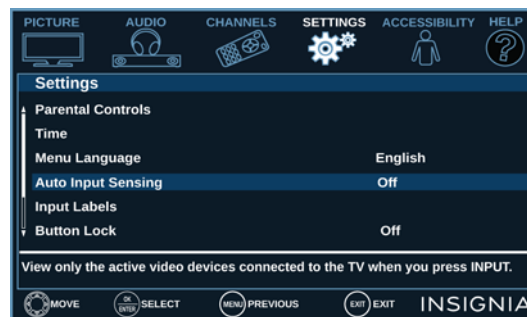 PICTURE AUDIO CHANNELS SETTINGS ACCESSIBILITY HELP
Settings
Parental Controls
Time
Menu Language English
Auto Input Sensing Off
Input Labels
Button Lock Off
View only the active video devices connected to the TV when you press INPUT.
MOVE OK ENTER SELECT MENU PREVIOUS EXIT EXIT INSIGNIA